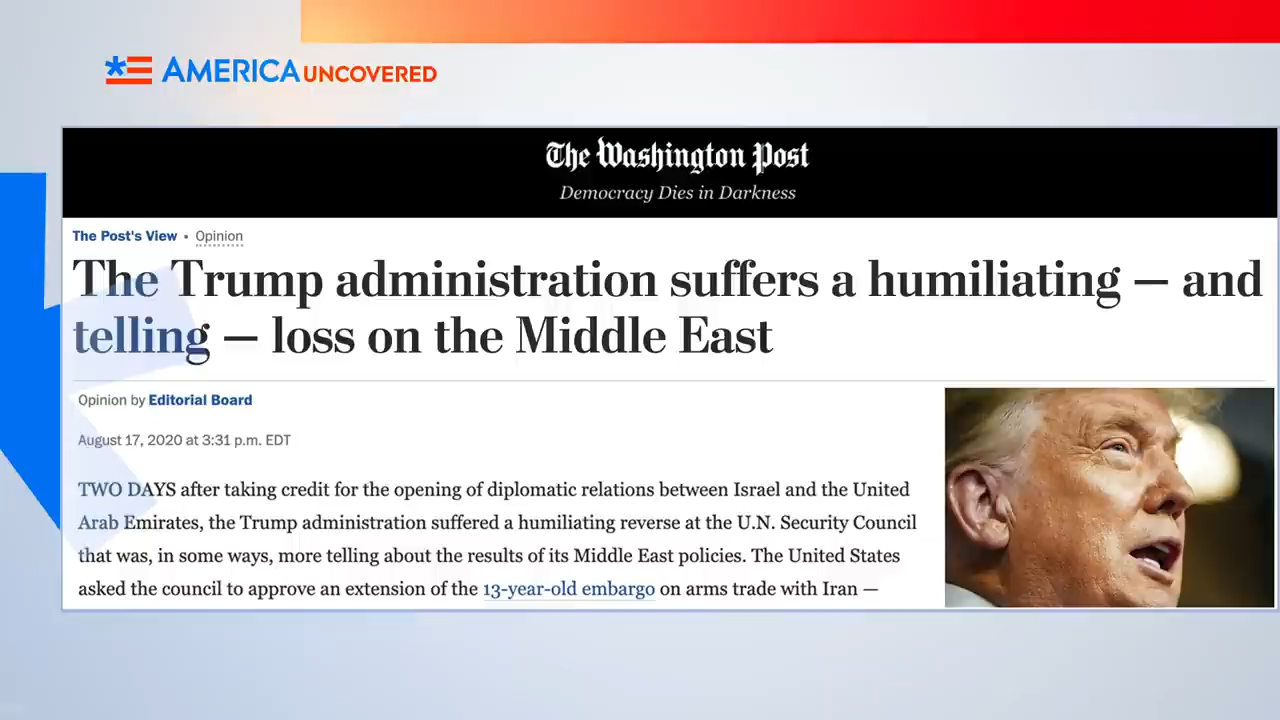 AMERICA UNCOVERED
The Washington Post
Democracy Dies in Darkness
The Post's View • Opinion
The Trump administration suffers a humiliating — and
telling — loss on the Middle East
Opinion by Editorial Board
August 17, 2020 at 3:31 p.m. EDT
TWO DAYS after taking credit for the opening of diplomatic relations between Israel and the United
Arab Emirates, the Trump administration suffered a humiliating reverse at the U.N. Security Council
that was, in some ways, more telling about the results of its Middle East policies. The United States
asked the council to approve an extension of the 13-year-old embargo on arms trade with Iran —